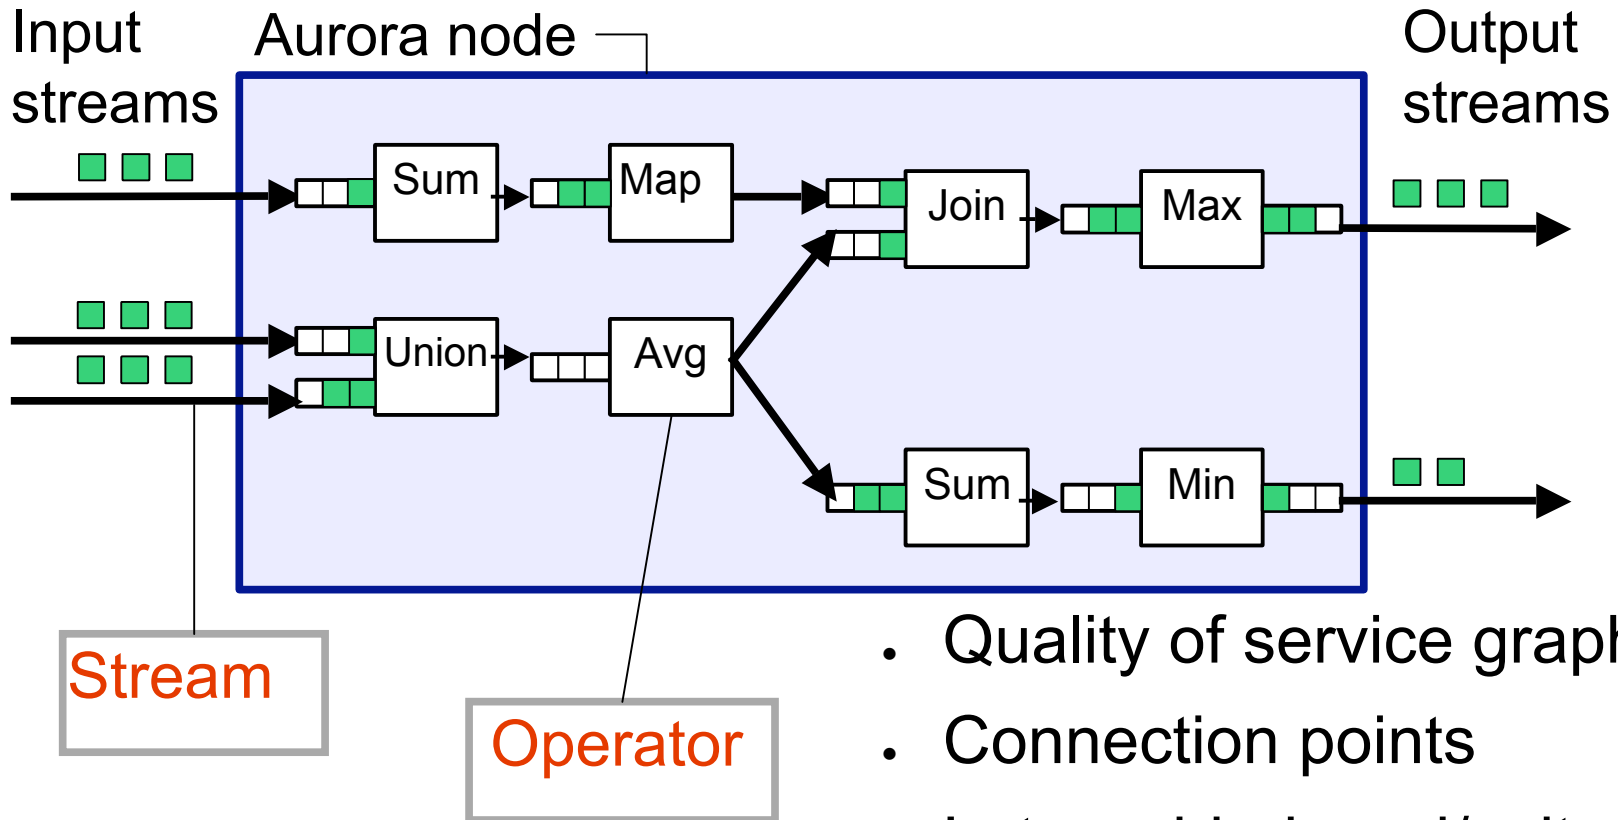 Input
streams
Aurora node
Output
streams
Sum
Map
Join
Max
Union
Avg
Sum
Min
Stream
Operator
. Quality of service graph
. Connection points